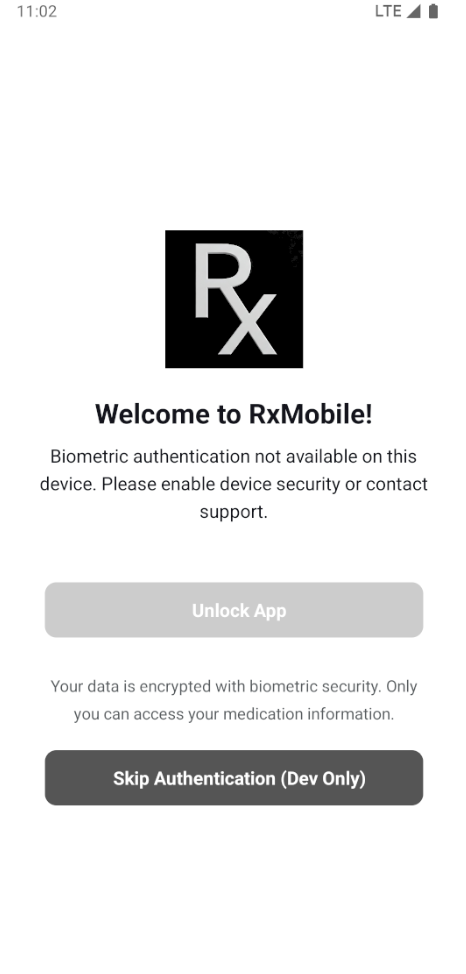 11:02 LTE
Rx
Welcome to RxMobile!
Biometric authentication not available on this
device. Please enable device security or contact
support.
Unlock App
Your data is encrypted with biometric security. Only
you can access your medication information.
Skip Authentication (Dev Only)